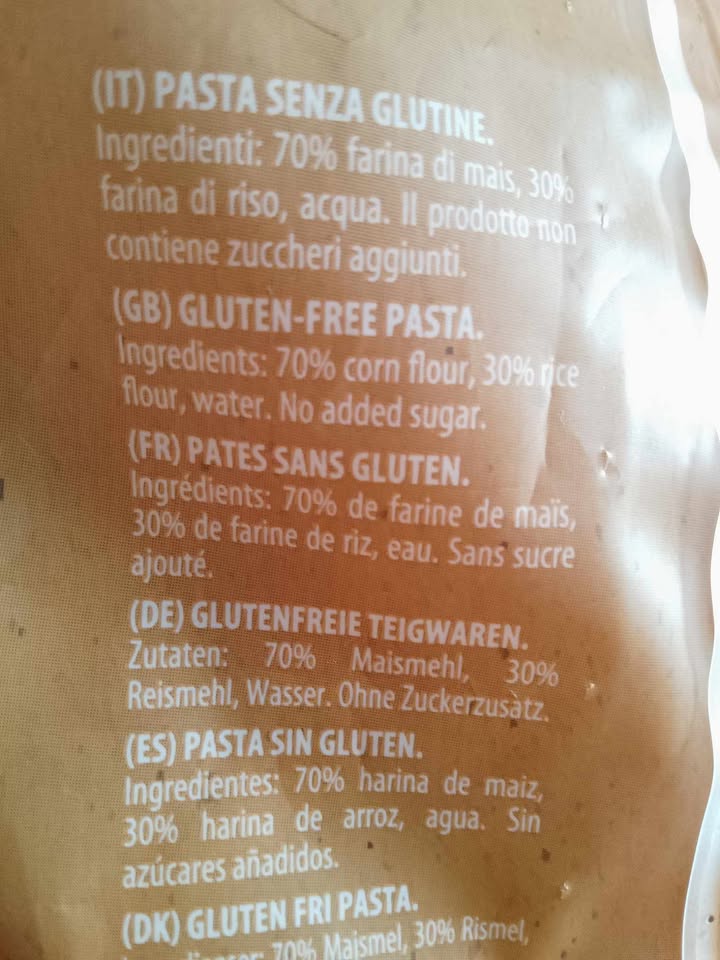 (IT) PASTA SENZA GLUTINE.
Ingredienti: 70% farina di mais, 30%
farina di riso, acqua. Il prodotto non
contiene zuccheri aggiunti.
(GB) GLUTEN-FREE PASTA.
Ingredients: 70% corn flour, 30% rice
flour, water. No added sugar.
(FR) PATES SANS GLUTEN.
Ingrédients: 70% de farine de maïs,
30% de farine de riz, eau. Sans sucre
ajouté.
(DE) GLUTENFREIE TEIGWAREN.
Zutaten: 70% Maismehl, 30%
Reismehl, Wasser. Ohne Zuckerzusatz.
(ES) PASTA SIN GLUTEN.
Ingredientes: 70% harina de maiz,
30% harina de arroz, agua. Sin
azúcares añadidos.
(DK) GLUTEN FRI PASTA.
70% Majsmel, 30% Rismel,